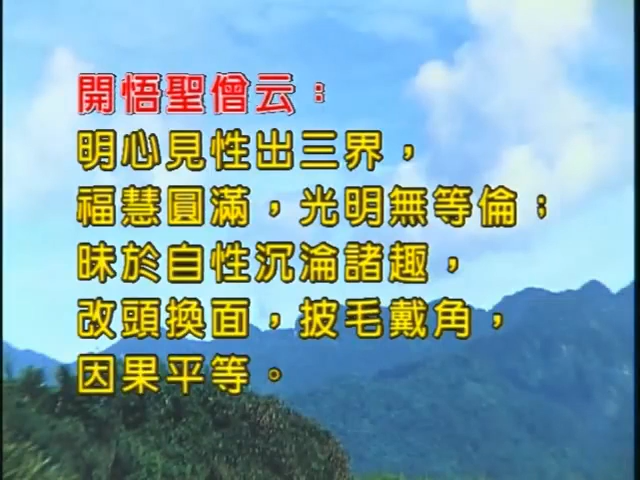 開悟聖僧云：
明心見性出三界，
福慧圓滿，光明無等倫；
昧於自性沉淪諸趣，
改頭換面，披毛戴角，
因果平等。